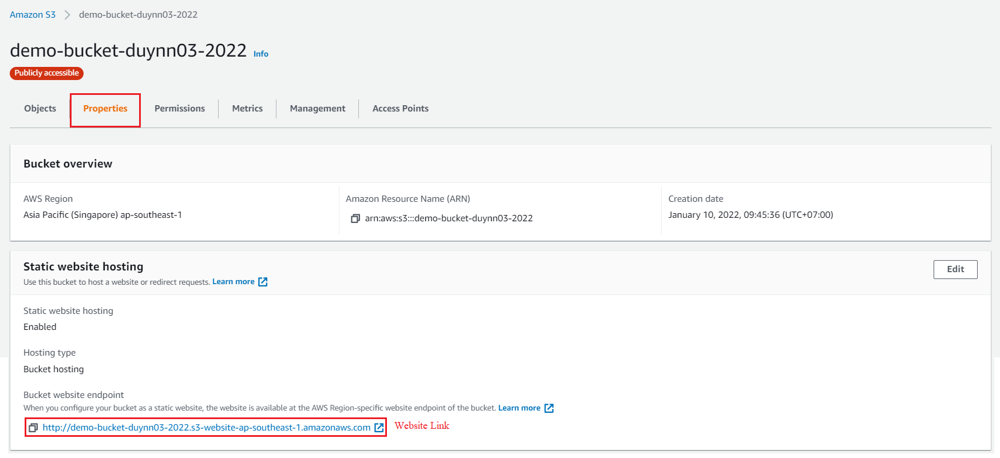 Amazon S3 > demo-bucket-duynn03-2022
demo-bucket-duynn03-2022 Info
Publicly accessible
Objects Properties Permissions Metrics Management Access Points
Bucket overview
AWS Region Amazon Resource Name (ARN) Creation date
Asia Pacific (Singapore) ap-southeast-1 arn:aws:s3:::demo-bucket-duynn03-2022 January 10, 2022, 09:45:36 (UTC+07:00)
Static website hosting Edit
Use this bucket to host a website or redirect requests. Learn more
Static website hosting
Enabled
Hosting type
Bucket hosting
Bucket website endpoint
When you configure your bucket as a static website, the website is available at the AWS Region-specific website endpoint of the bucket. Learn more
http://demo-bucket-duynn03-2022.s3-website-ap-southeast-1.amazonaws.com Website Link